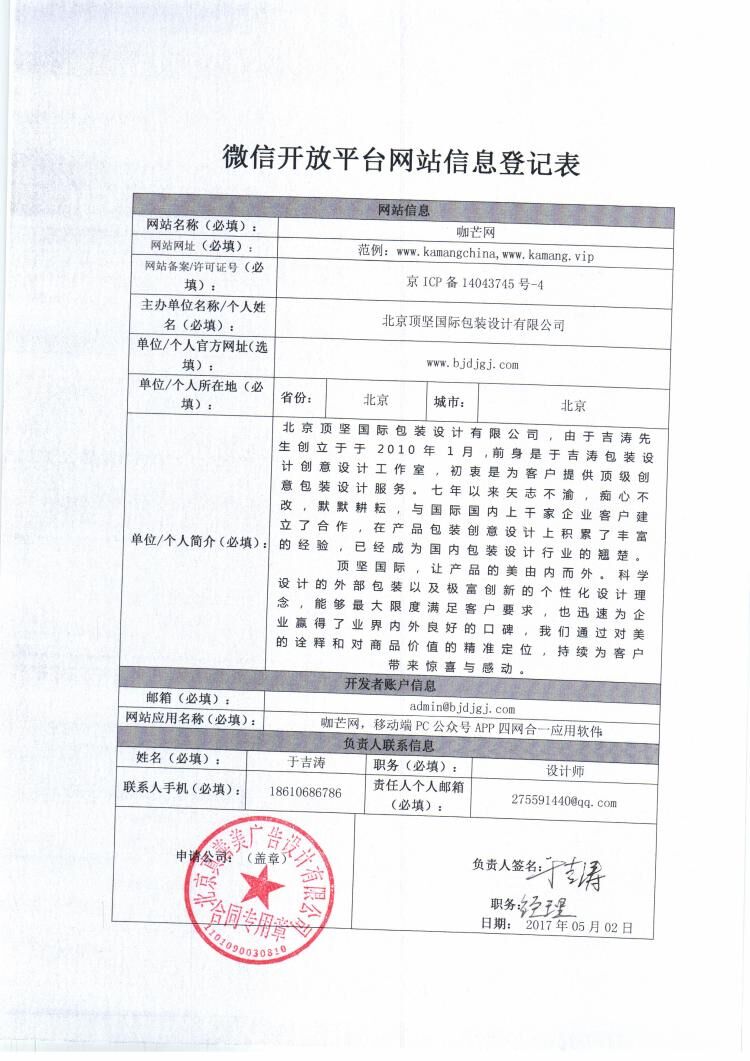 微信开放平台网站信息登记表
网站信息
网站名称（必填）： 咖芒网
网站网址（必填）： 范例：www.kamangchina,www.kamang.vip
网站备案/许可证号（必填）： 京 ICP 备 14043745 号-4
主办单位名称/个人姓名（必填）： 北京顶坚国际包装设计有限公司
单位/个人官方网址（选填）： www.bjdjgj.com
单位/个人所在地（必填）： 省份： 北京 城市： 北京
单位/个人简介（必填）：
北京顶坚国际包装设计有限公司，由于吉涛先
生创立于于 2010 年 1 月,前身是于吉涛包装设
计创意设计工作室，初衷是为客户提供顶级创
意包装设计服务。七年以来矢志不渝，痴心不
改，默默耕耘，与国际国内上千家企业客户建
立了合作，在产品包装创意设计上积累了丰富
的经验，已经成为国内包装设计行业的翘楚。
顶坚国际，让产品的美由内而外。科学
设计的外部包装以及极富创新的个性化设计理
念，能够最大限度满足客户要求，也迅速为企
业赢得了业界内外良好的口碑，我们通过对美
的诠释和对商品价值的精准定位，持续为客户
带来惊喜与感动。
开发者账户信息
邮箱（必填）： admin@bjdjgj.com
网站应用名称（必填）： 咖芒网，移动端 PC 公众号 APP 四网合一应用软件
负责人联系信息
姓名（必填）： 于吉涛 职务（必填）： 设计师
联系人手机（必填）： 18610686786 责任人个人邮箱（必填）： 275591440@qq.com
申请公司：（盖章）
合同专用章
1101090030810
负责人签名：于吉涛
职务：经理
日期： 2017 年 05 月 02 日